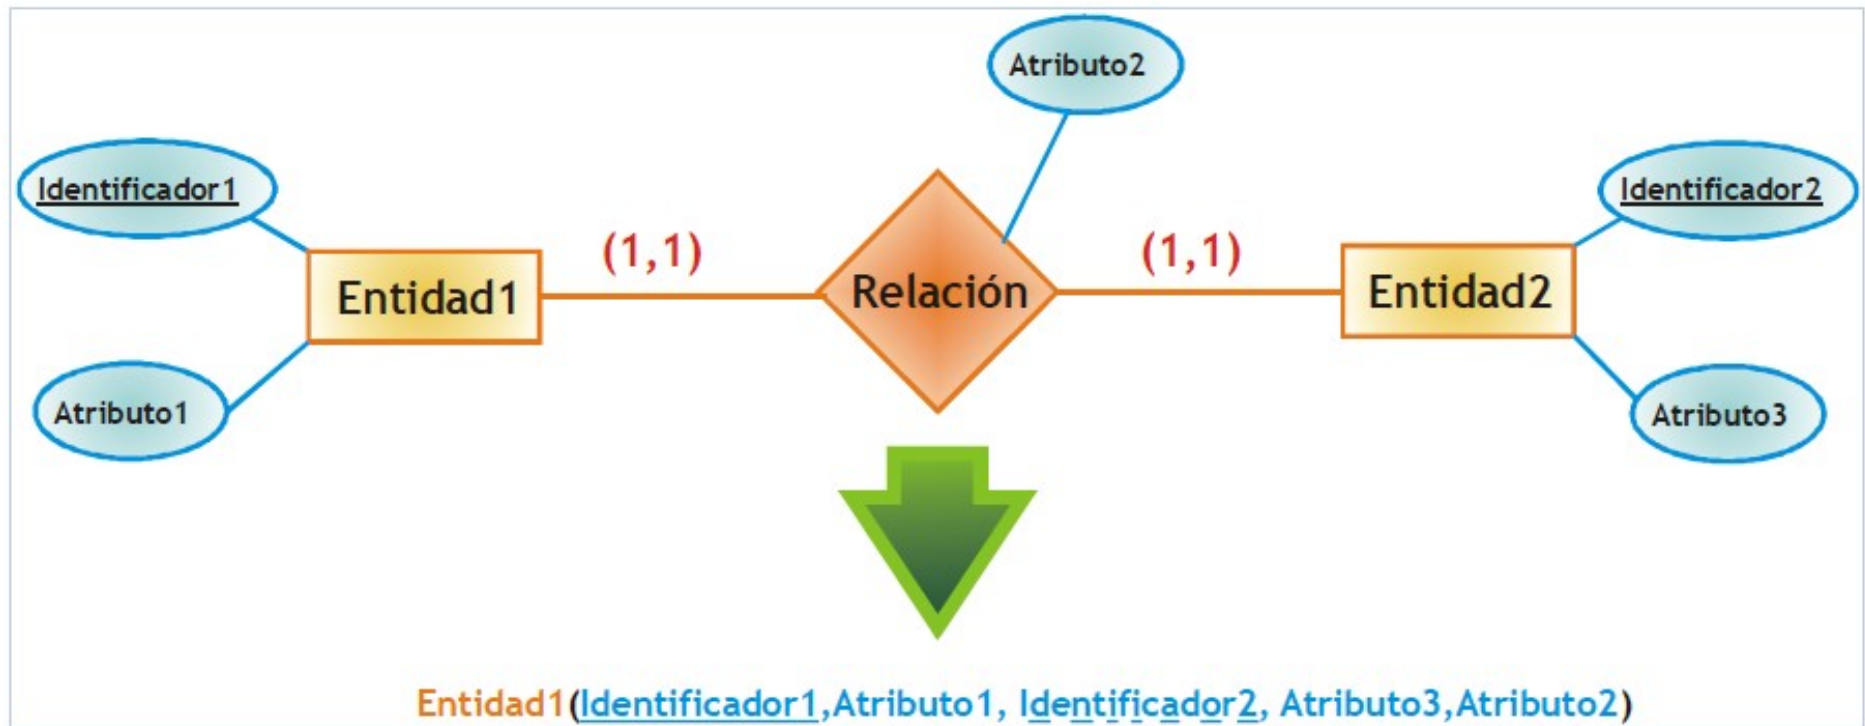 Atributo2
Identificador1
Identificador2
(1,1)
(1,1)
Entidad1
Relación
Entidad2
Atributo1
Atributo3
Entidad1(Identificador1,Atributo1, Identificador2, Atributo3,Atributo2)